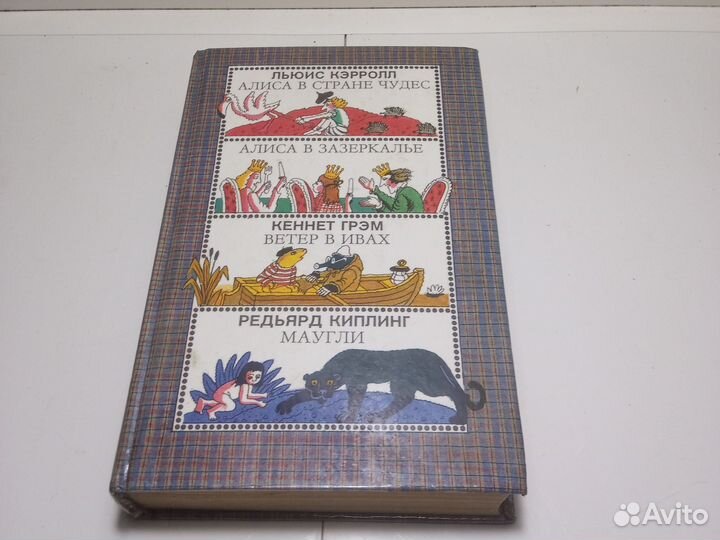 ЛЬЮИС КЭРРОЛЛ
АЛИСА В СТРАНЕ ЧУДЕС
АЛИСА В ЗАЗЕРКАЛЬЕ
КЕННЕТ ГРЭМ
ВЕТЕР В ИВАХ
РЕДЬЯРД КИПЛИНГ
МАУГЛИ
Avito